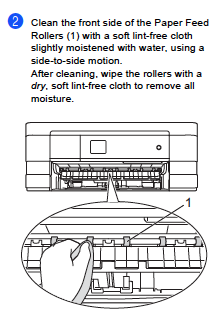 2
Clean the front side of the Paper Feed
Rollers (1) with a soft lint-free cloth
slightly moistened with water, using a
side-to-side motion.
After cleaning, wipe the rollers with a
dry, soft lint-free cloth to remove all
moisture.
1